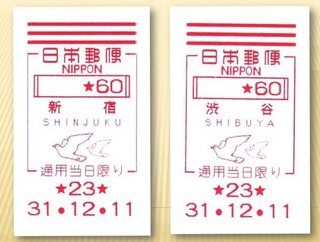 日本郵便
NIPPON
★60
新宿
SHINJUKU
通用当日限り
★23★
31・12・11
日本郵便
NIPPON
★60
渋谷
SHIBUYA
通用当日限り
★23★
31・12・11